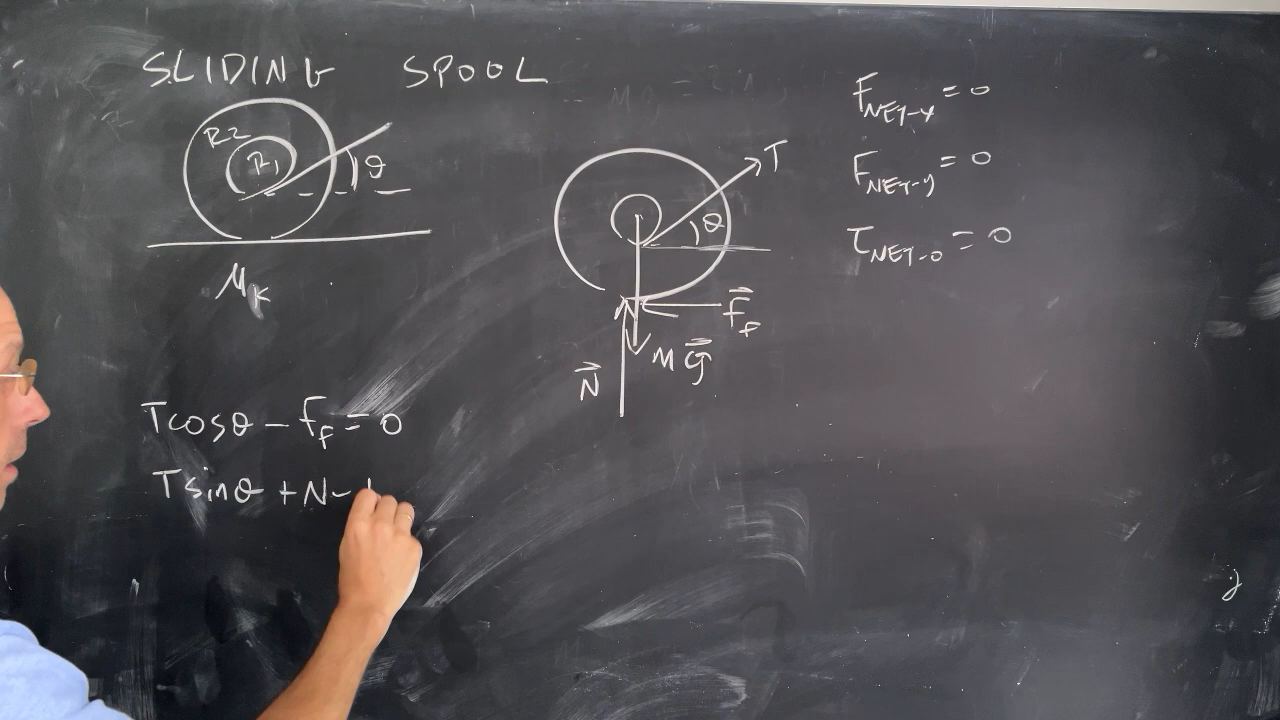 SLIDING SPOOL
R2
R1
θ
μK
T
θ
F⃗f
Mg⃗
N⃗
FNET-x = 0
FNET-y = 0
τNET-O = 0
Tcosθ - Ff = 0
Tsinθ + N -